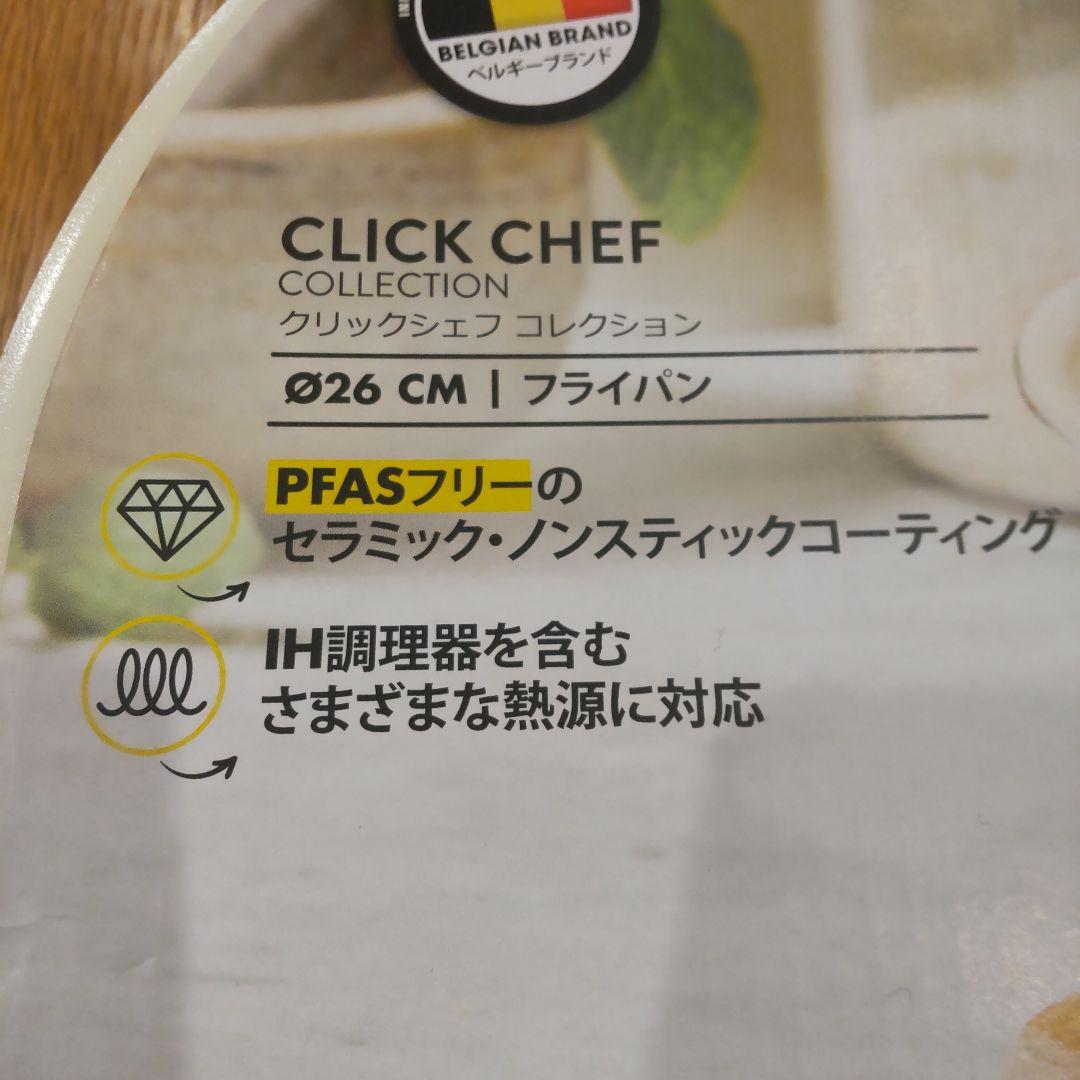 BELGIAN BRAND
ベルギーブランド
CLICK CHEF
COLLECTION
クリックシェフ コレクション
Ø26 CM | フライパン
PFASフリーの
セラミック・ノンスティックコーティング
IH調理器を含む
さまざまな熱源に対応